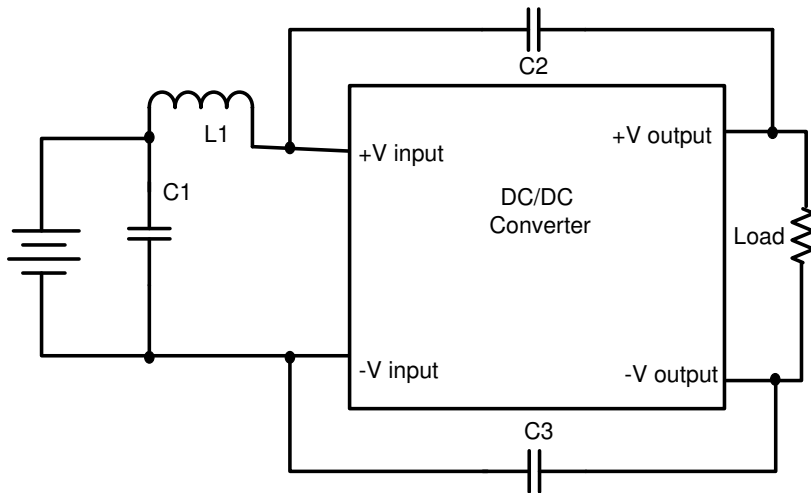 C2
L1
+V input
+V output
C1
DC/DC
Converter
Load
-V input
-V output
C3